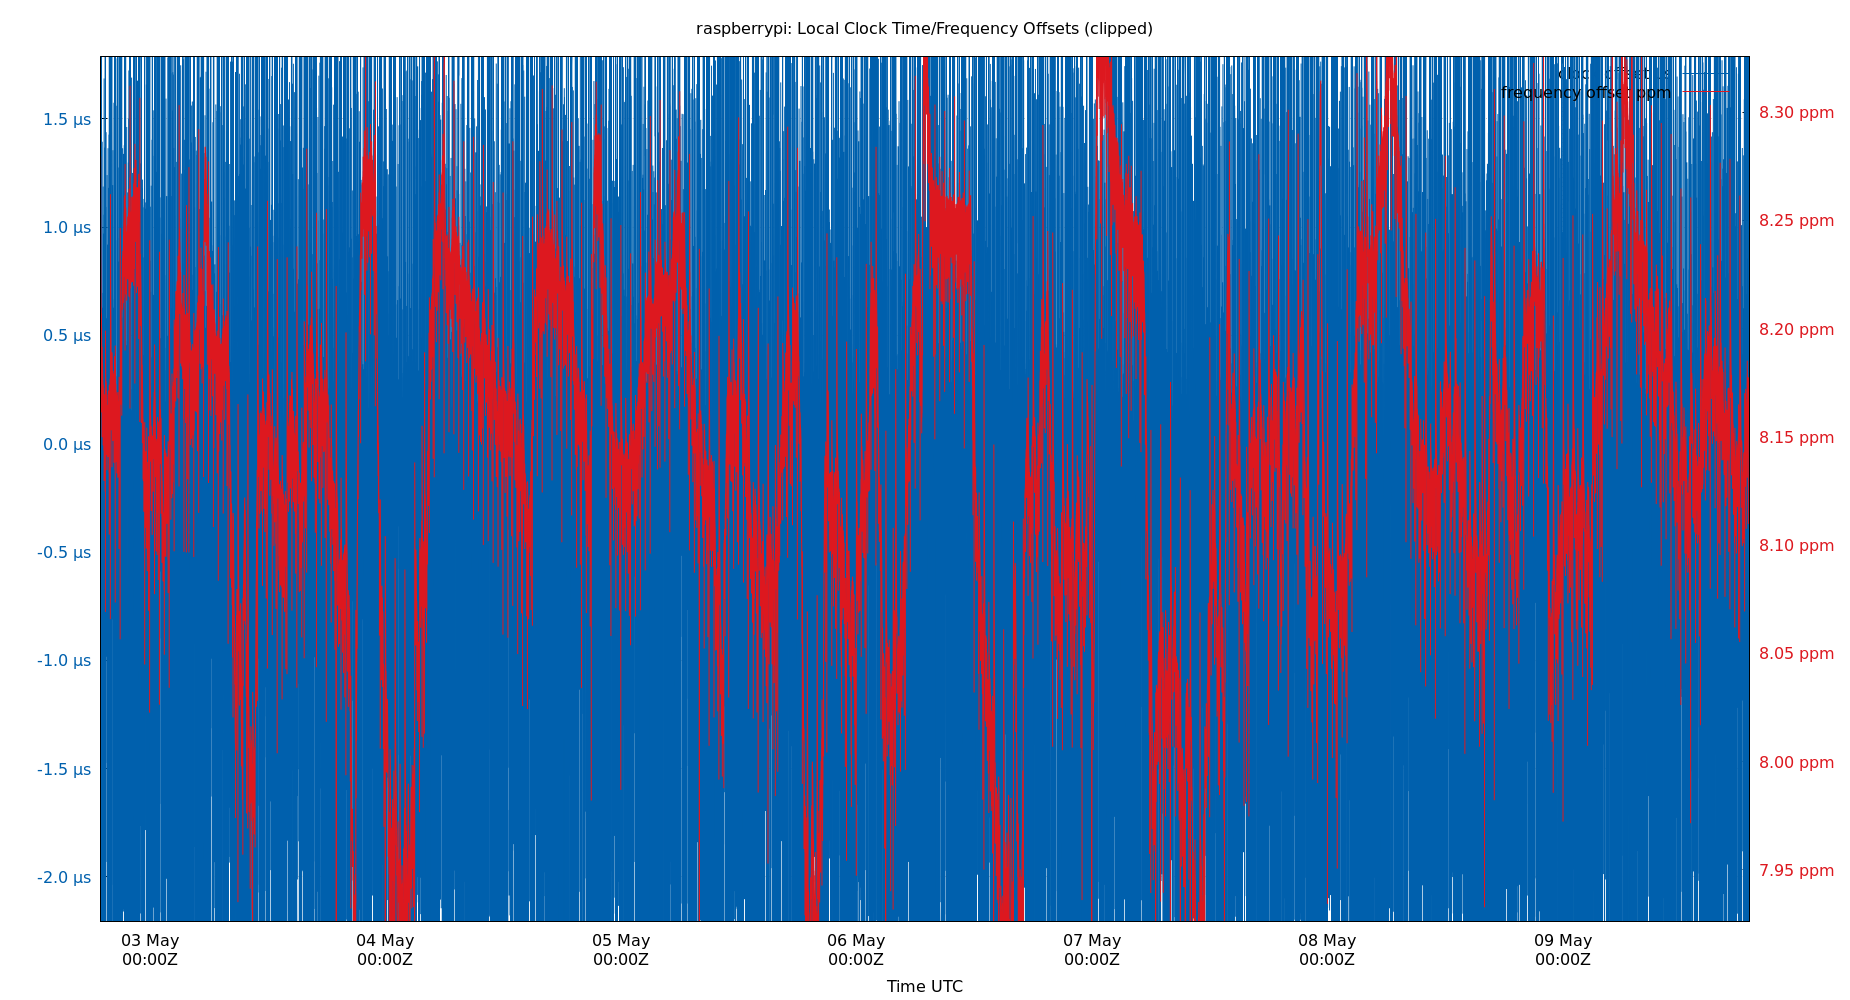 raspberrypi: Local Clock Time/Frequency Offsets (clipped)
clock offset
frequency offset ppm
1.5 µs
1.0 µs
0.5 µs
0.0 µs
-0.5 µs
-1.0 µs
-1.5 µs
-2.0 µs
8.30 ppm
8.25 ppm
8.20 ppm
8.15 ppm
8.10 ppm
8.05 ppm
8.00 ppm
7.95 ppm
03 May
00:00Z
04 May
00:00Z
05 May
00:00Z
06 May
00:00Z
07 May
00:00Z
08 May
00:00Z
09 May
00:00Z
Time UTC